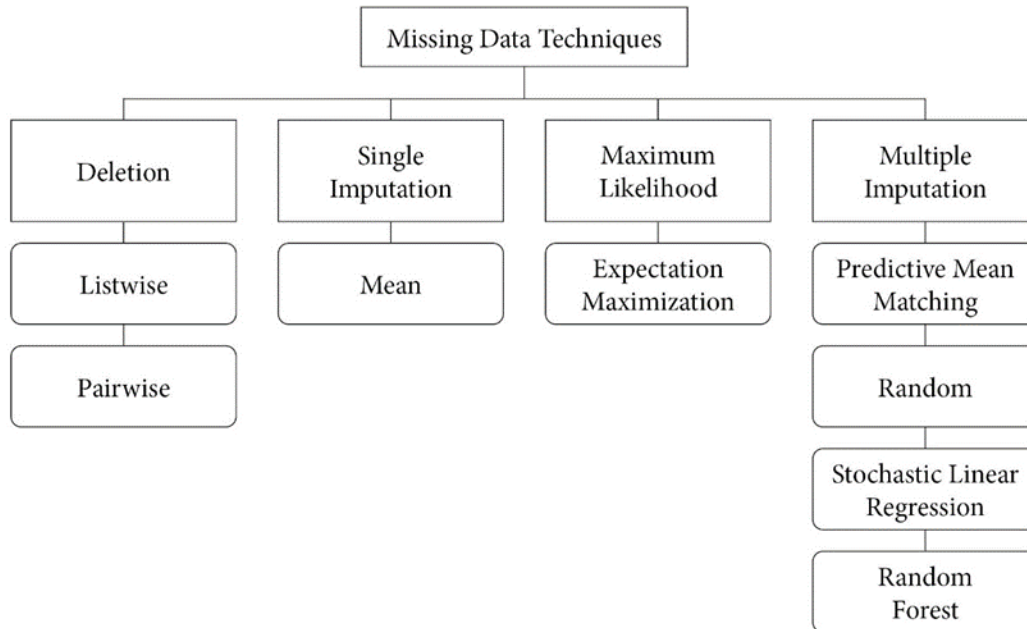 Missing Data Techniques
Deletion
Single
Imputation
Maximum
Likelihood
Multiple
Imputation
Listwise
Mean
Expectation
Maximization
Predictive Mean
Matching
Pairwise
Random
Stochastic Linear
Regression
Random
Forest